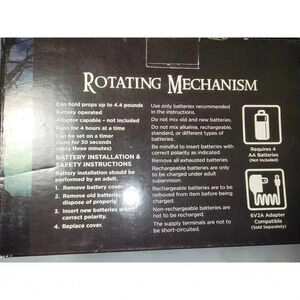 ROTATING MECHANISM
Can hold props up to 4.4 pounds
Battery operated
Adapter capable - not included
Runs for 4 hours at a time
Can be set on a timer
(Runs for 30 seconds
every three minutes)
BATTERY INSTALLATION &
SAFETY INSTRUCTIONS
Battery installation should be
performed by an adult.
1. Remove battery cover.
2. Remove old batteries
dispose of properly.
3. Insert new batteries
correct polarity.
4. Replace cover.
Use only batteries recommended
in the instructions.
Do not mix old and new batteries.
Do not mix alkaline, rechargeable,
standard, or different types of
batteries.
Be mindful to insert batteries with
correct polarity as indicated.
Remove all exhausted batteries.
Rechargeable batteries are only
to be charged under adult
supervision.
Rechargeable batteries are to be
removed from item before being
charged.
Non-rechargeable batteries are
not to be recharged.
The supply terminals are not to
be short-circuited.
Requires 4
AA Batteries
(Not Included)
6V2A Adapter
Compatible
(Sold Separately)